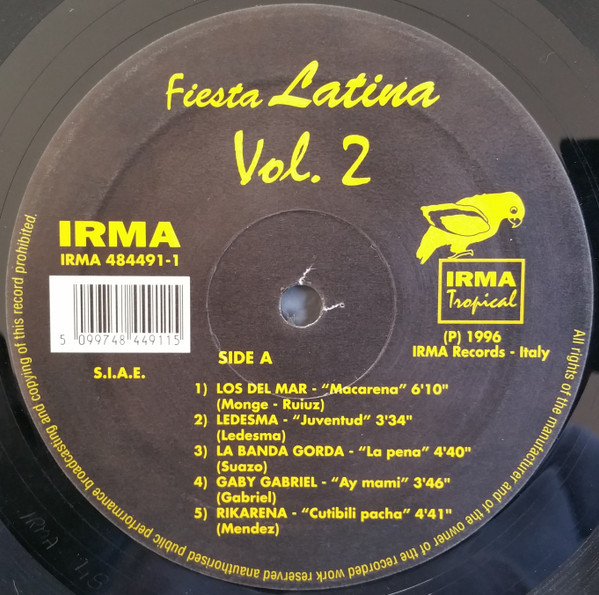 Fiesta Latina
Vol. 2
IRMA
IRMA 484491-1
5 099748 449115
S.I.A.E.
IRMA
Tropical
(P) 1996
IRMA Records - Italy
SIDE A
1) LOS DEL MAR - “Macarena” 6'10"
(Monge - Ruiuz)
2) LEDESMA - “Juventud” 3'34"
(Ledesma)
3) LA BANDA GORDA - “La pena” 4'40"
(Suazo)
4) GABY GABRIEL - “Ay mami” 3'46"
(Gabriel)
5) RIKARENA - “Cutibili pacha” 4'41"
(Mendez)
All rights of the manufacturer and of the owner of the recorded work reserved anauthorised public performance broadcasting and copying of this record prohibited.